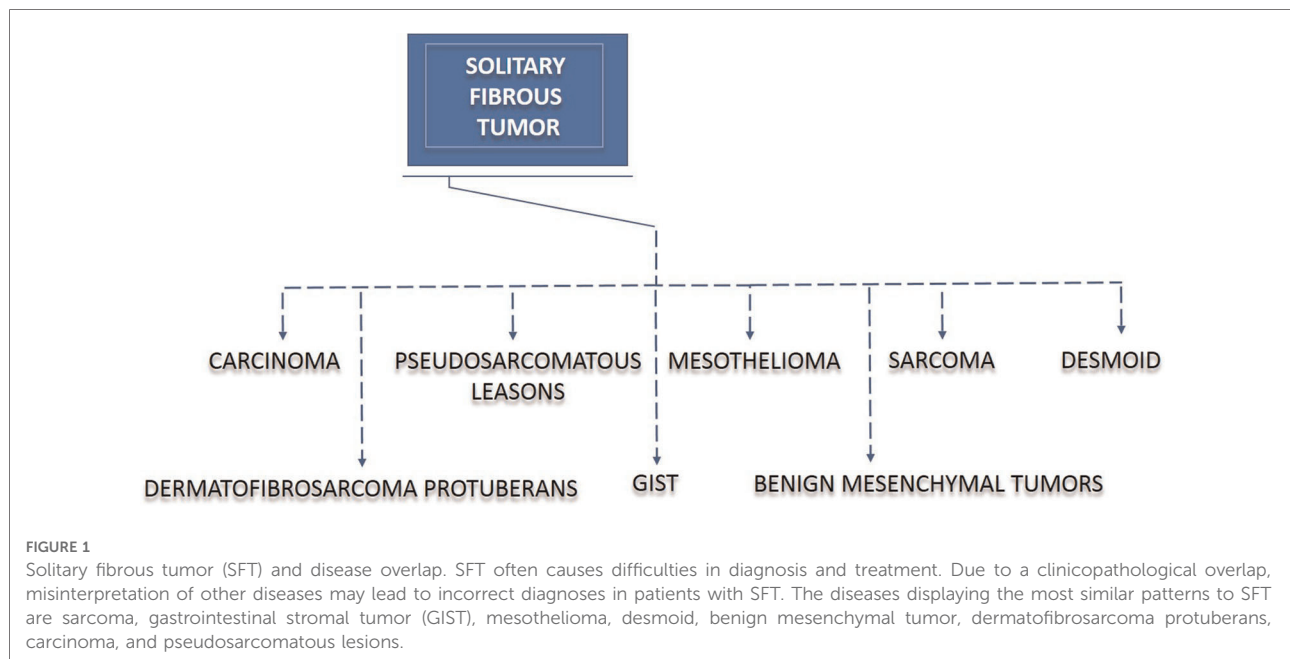 SOLITARY
FIBROUS
TUMOR
CARCINOMA
PSEUDOSARCOMATOUS
LEASONS
MESOTHELIOMA
SARCOMA
DESMOID
DERMATOFIBROSARCOMA PROTUBERANS
GIST
BENIGN MESENCHYMAL TUMORS
FIGURE 1
Solitary fibrous tumor (SFT) and disease overlap. SFT often causes difficulties in diagnosis and treatment. Due to a clinicopathological overlap,
misinterpretation of other diseases may lead to incorrect diagnoses in patients with SFT. The diseases displaying the most similar patterns to SFT
are sarcoma, gastrointestinal stromal tumor (GIST), mesothelioma, desmoid, benign mesenchymal tumor, dermatofibrosarcoma protuberans,
carcinoma, and pseudosarcomatous lesions.